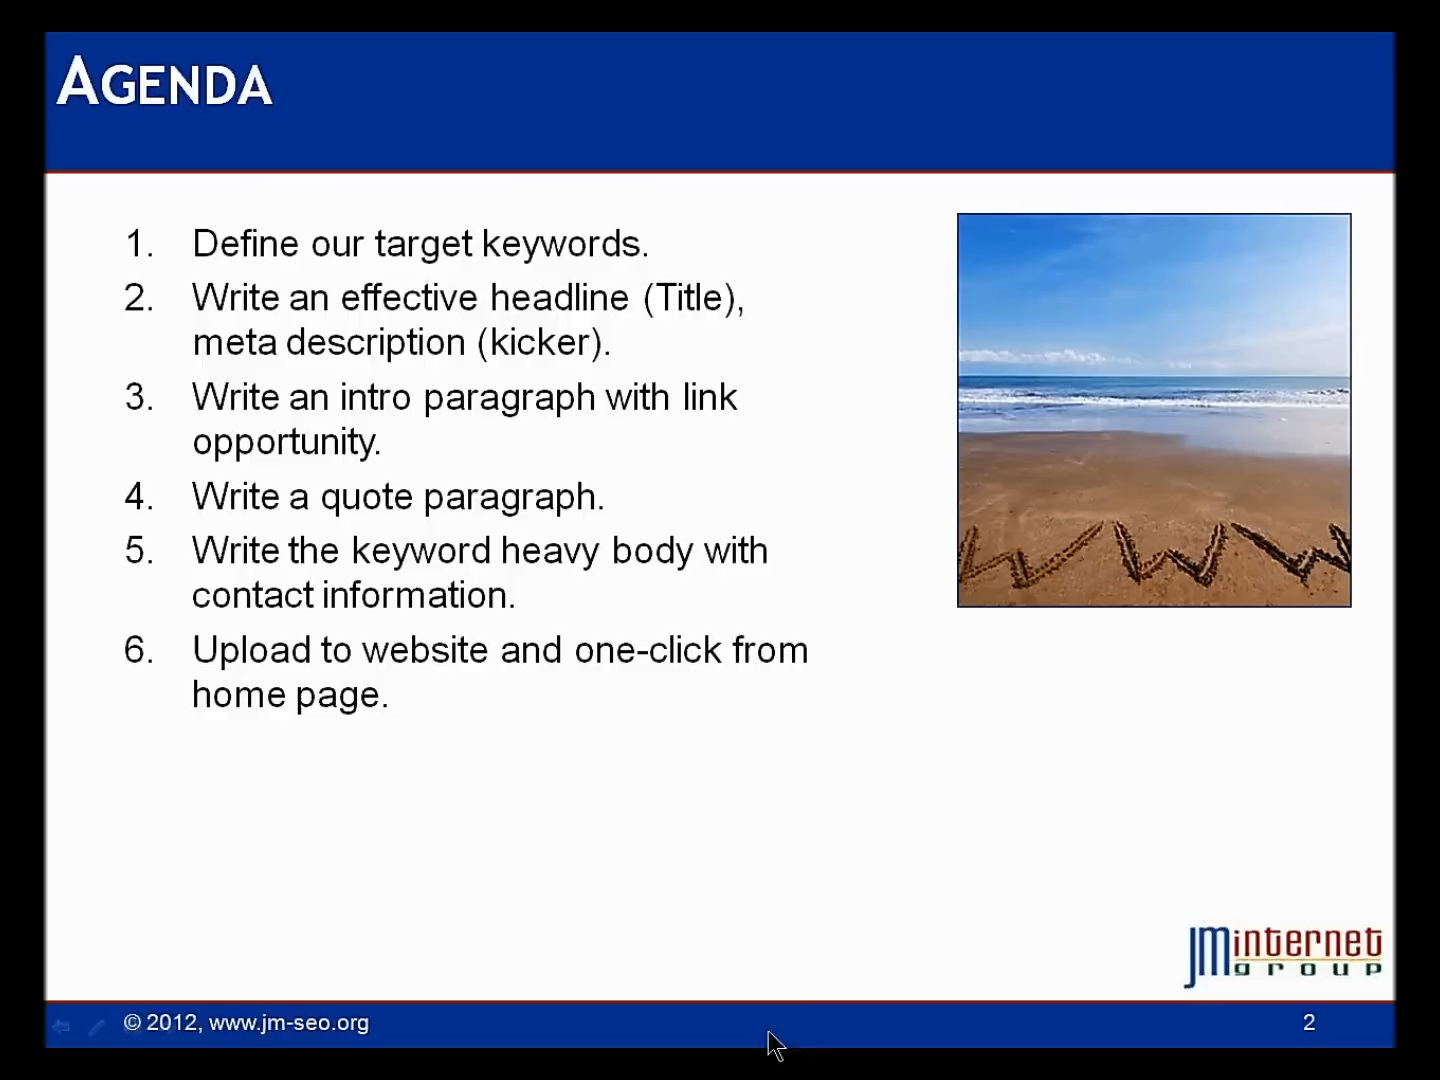 AGENDA
1. Define our target keywords.
2. Write an effective headline (Title),
meta description (kicker).
3. Write an intro paragraph with link
opportunity.
4. Write a quote paragraph.
5. Write the keyword heavy body with
contact information.
6. Upload to website and one-click from
home page.
WWW
JMinternet
group
© 2012, www.jm-seo.org
2